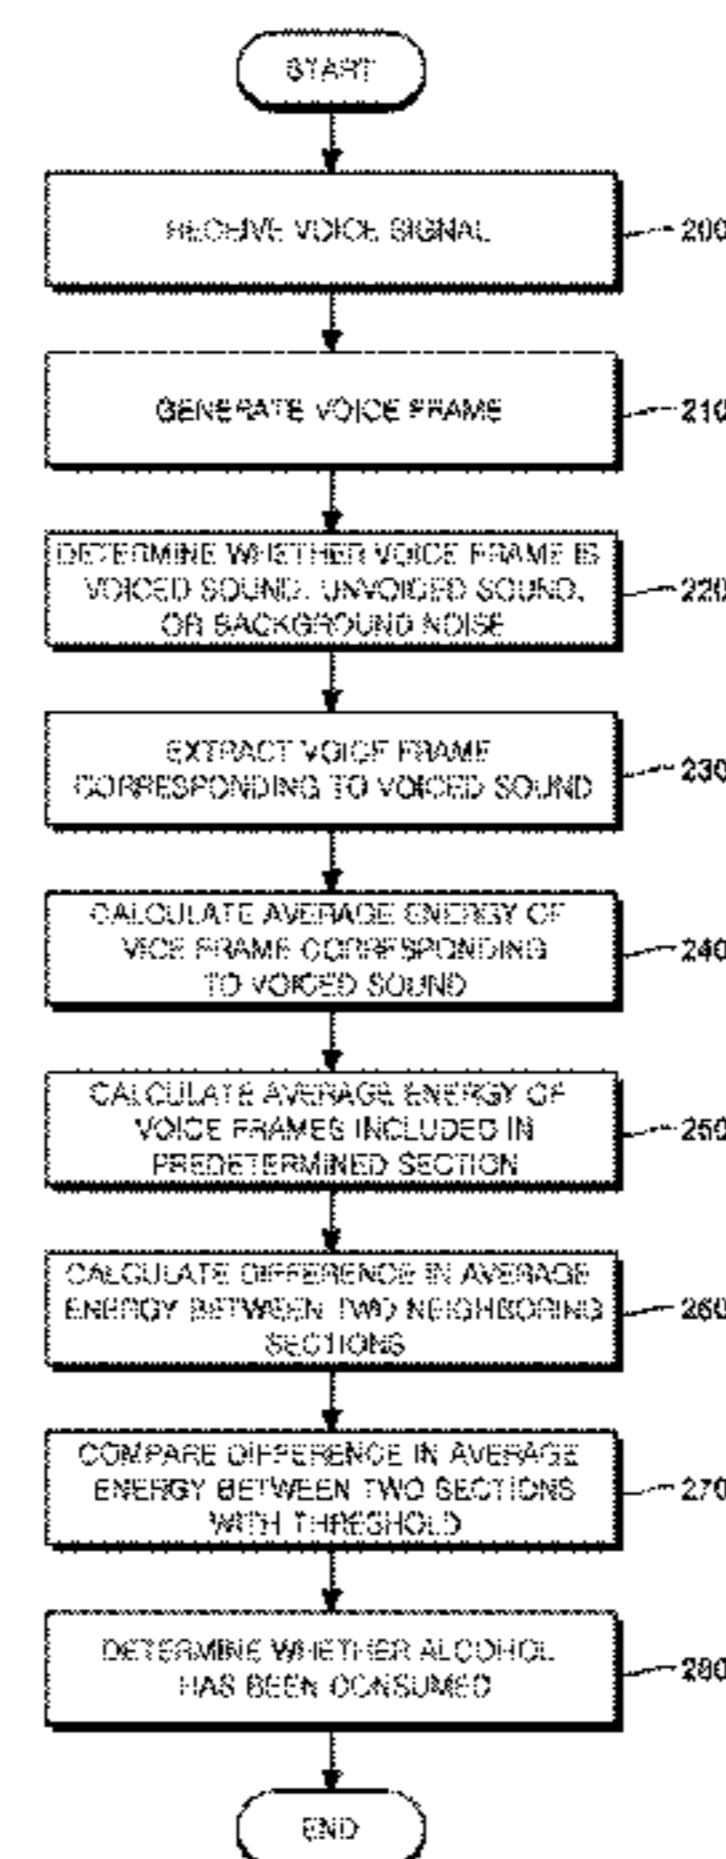 START
RECEIVE VOICE SIGNAL
200
GENERATE VOICE FRAME
210
DETERMINE WHETHER VOICE FRAME IS
VOICED SOUND, UNVOICED SOUND,
OR BACKGROUND NOISE
220
EXTRACT VOICE FRAME
CORRESPONDING TO VOICED SOUND
230
CALCULATE AVERAGE ENERGY OF
VICE FRAME CORRESPONDING
TO VOICED SOUND
240
CALCULATE AVERAGE ENERGY OF
VOICE FRAMES INCLUDED IN
PREDETERMINED SECTION
250
CALCULATE DIFFERENCE IN AVERAGE
ENERGY BETWEEN TWO NEIGHBORING
SECTIONS
260
COMPARE DIFFERENCE IN AVERAGE
ENERGY BETWEEN TWO SECTIONS
WITH THRESHOLD
270
DETERMINE WHETHER ALCOHOL
HAS BEEN CONSUMED
280
END